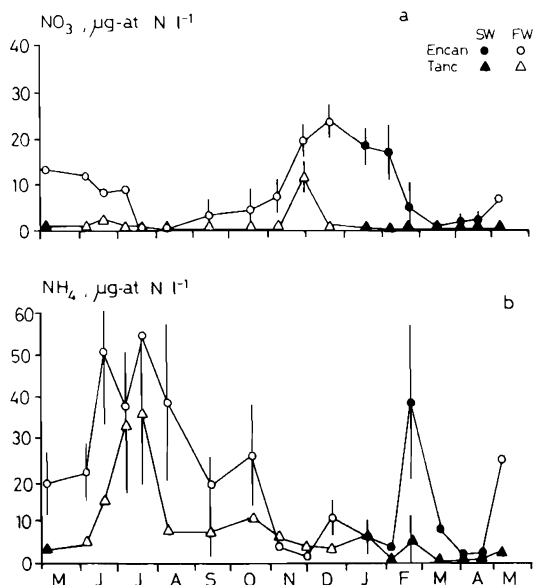 NO₃, µg-at N l⁻¹
a
SW FW
Encan ● ○
Tanc ▲ △
40
30
20
10
0
M J J A S O N D J F M A M
NH₄, µg-at N l⁻¹
b
60
50
40
30
20
10
0
M J J A S O N D J F M A M